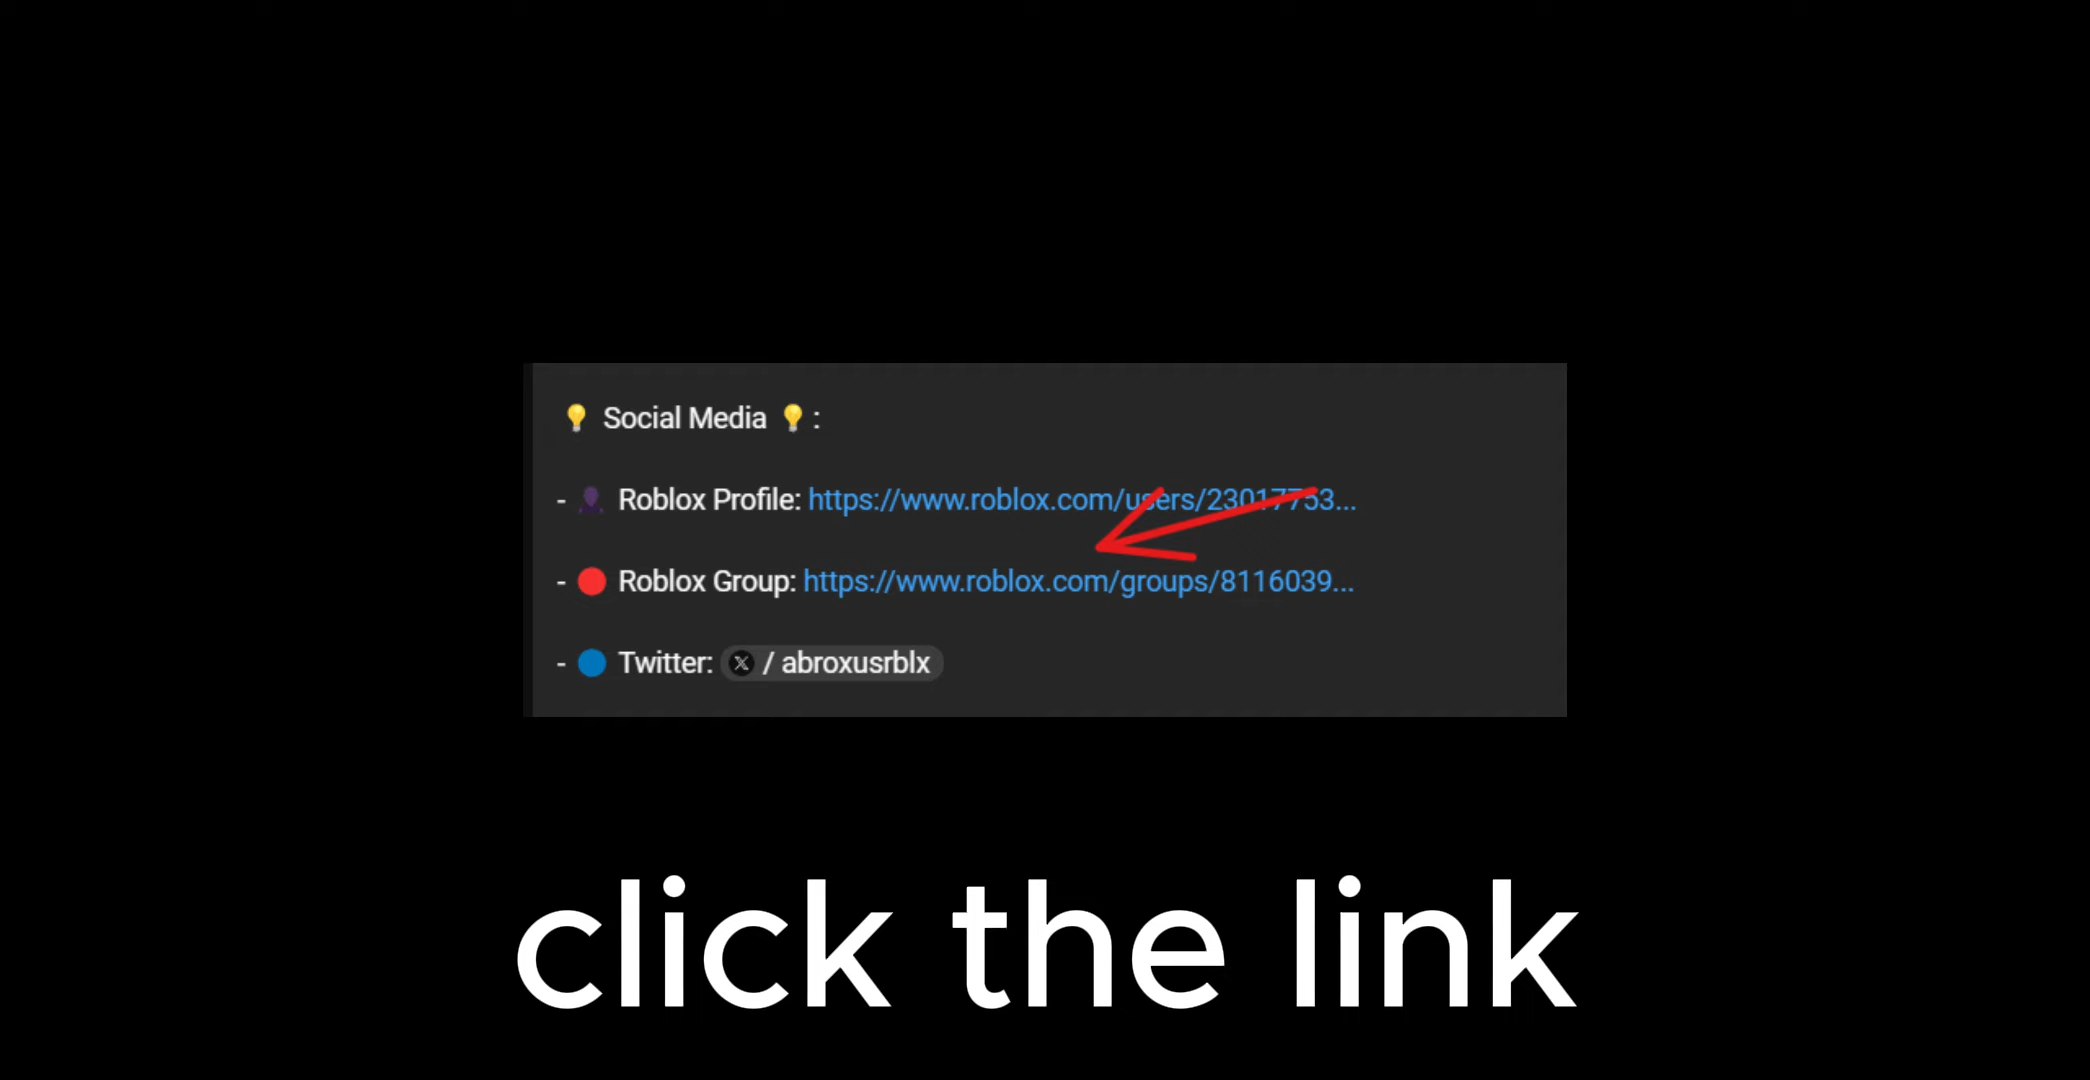 💡 Social Media 💡 :
- 👤 Roblox Profile: https://www.roblox.com/users/23017753...
- 🔴 Roblox Group: https://www.roblox.com/groups/8116039...
- 🔵 Twitter: X / abroxusrblx
click the link